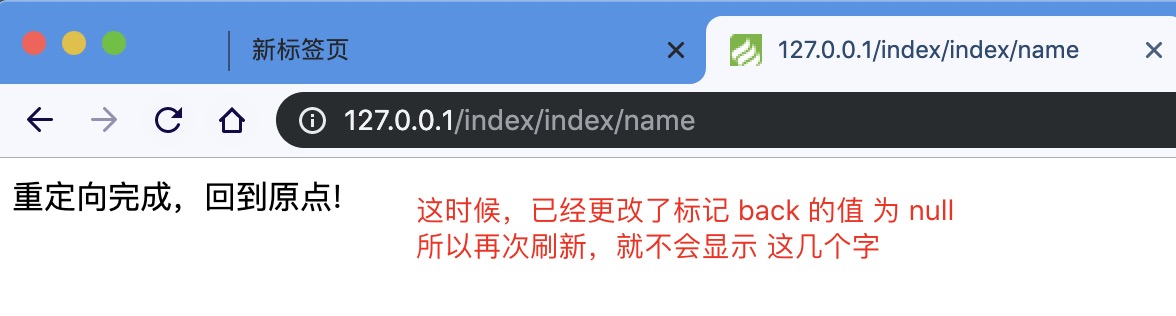 新标签页
127.0.0.1/index/index/name
127.0.0.1/index/index/name
重定向完成，回到原点!
这时候，已经更改了标记 back 的值 为 null
所以再次刷新，就不会显示 这几个字